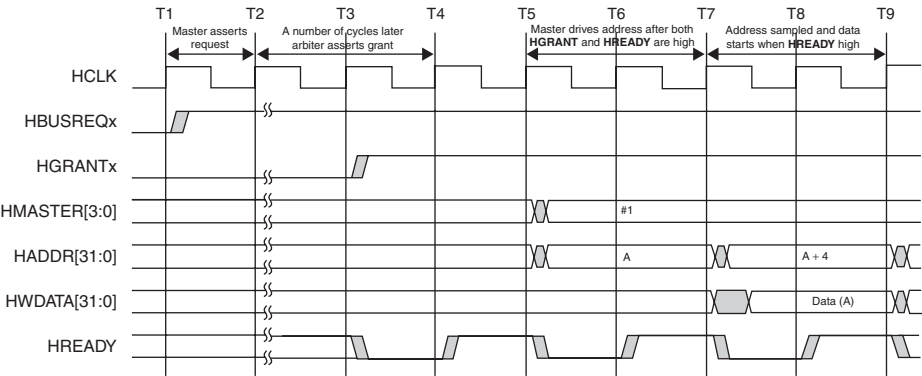 T1 T2 T3 T4 T5 T6 T7 T8 T9
Master asserts
request
A number of cycles later
arbiter asserts grant
Master drives address after both
HGRANT and HREADY are high
Address sampled and data
starts when HREADY high
HCLK
HBUSREQx
HGRANTx
HMASTER[3:0] #1
HADDR[31:0] A A + 4
HWDATA[31:0] Data (A)
HREADY